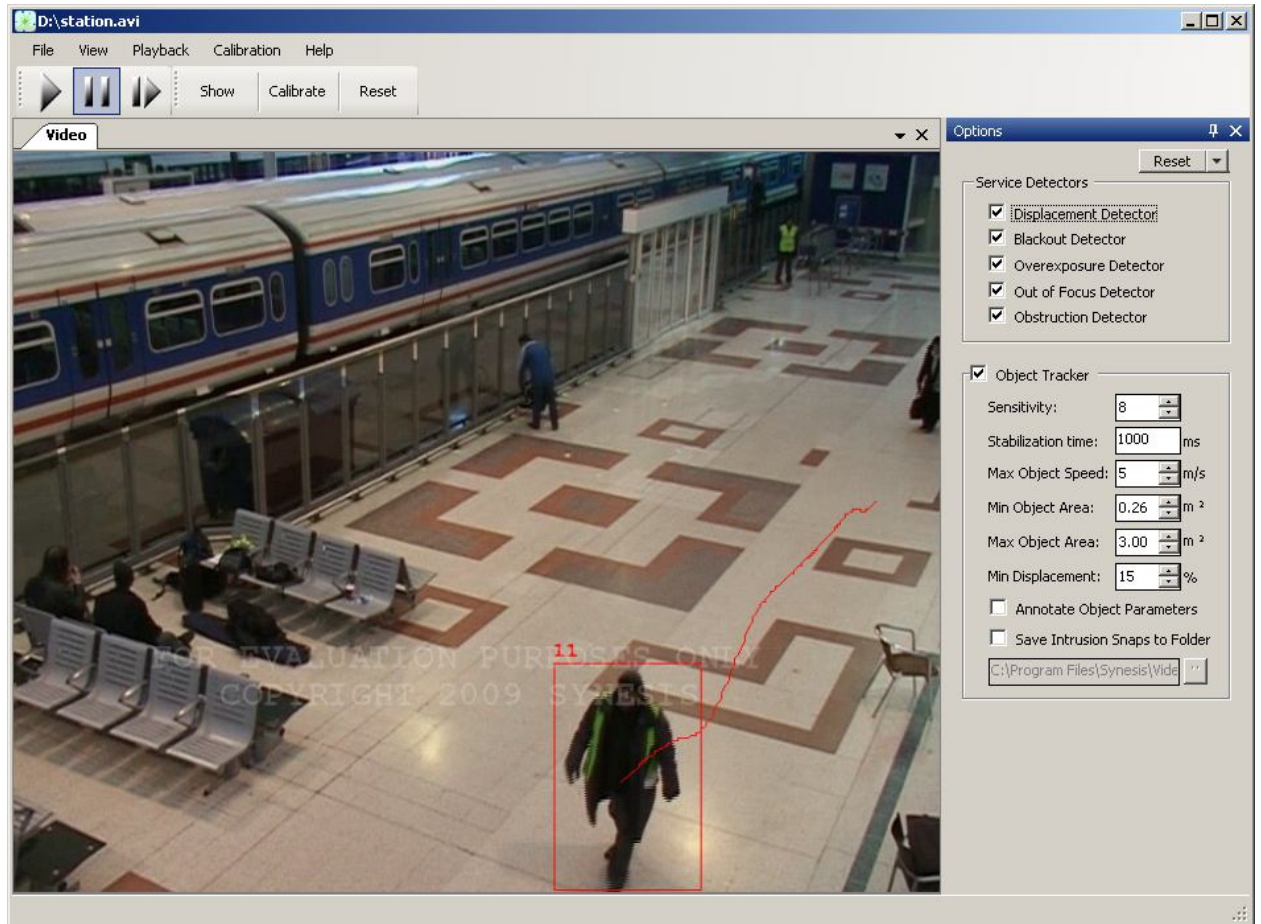 D:\station.avi
File View Playback Calibration Help
Show Calibrate Reset
Video
Options
Reset
Service Detectors
Displacement Detector
Blackout Detector
Overexposure Detector
Out of Focus Detector
Obstruction Detector
Object Tracker
Sensitivity: 8
Stabilization time: 1000 ms
Max Object Speed: 5 m/s
Min Object Area: 0.26 m ²
Max Object Area: 3.00 m ²
Min Displacement: 15 %
Annotate Object Parameters
Save Intrusion Snaps to Folder
C:\Program Files\Synesis\Vide ..
11
FOR EVALUATION PURPOSES ONLY
COPYRIGHT 2009 SYNESIS